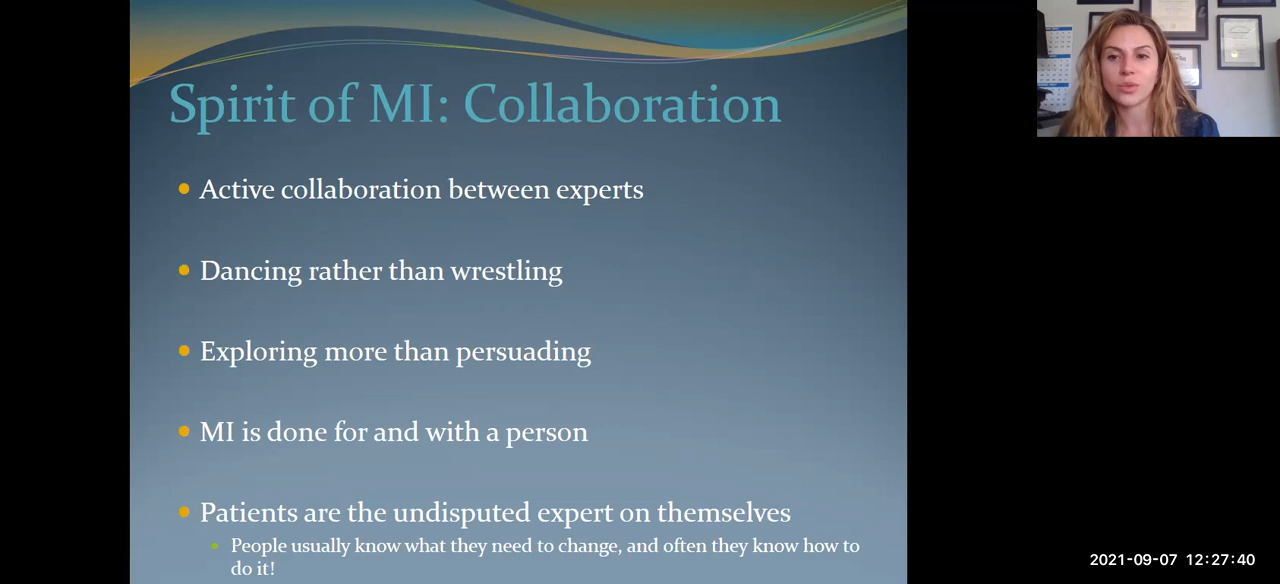 Spirit of MI: Collaboration
Active collaboration between experts
Dancing rather than wrestling
Exploring more than persuading
MI is done for and with a person
Patients are the undisputed expert on themselves
People usually know what they need to change, and often they know how to
do it!
2021-09-07 12:27:40